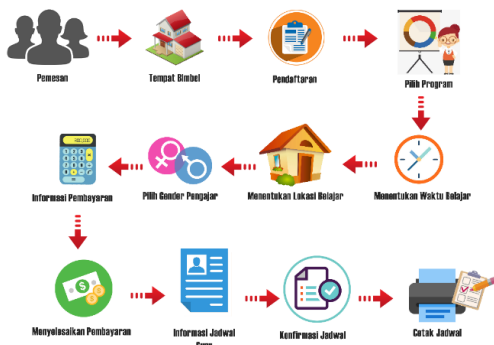 Pemesan
Tempat Bimbel
Pendaftaran
Pilih Program
Menentukan Waktu Belajar
Menentukan Lokasi Belajar
Pilih Gender Pengajar
Informasi Pembayaran
Menyelesaikan Pembayaran
Informasi Jadwal
Konfirmasi Jadwal
Cetak Jadwal